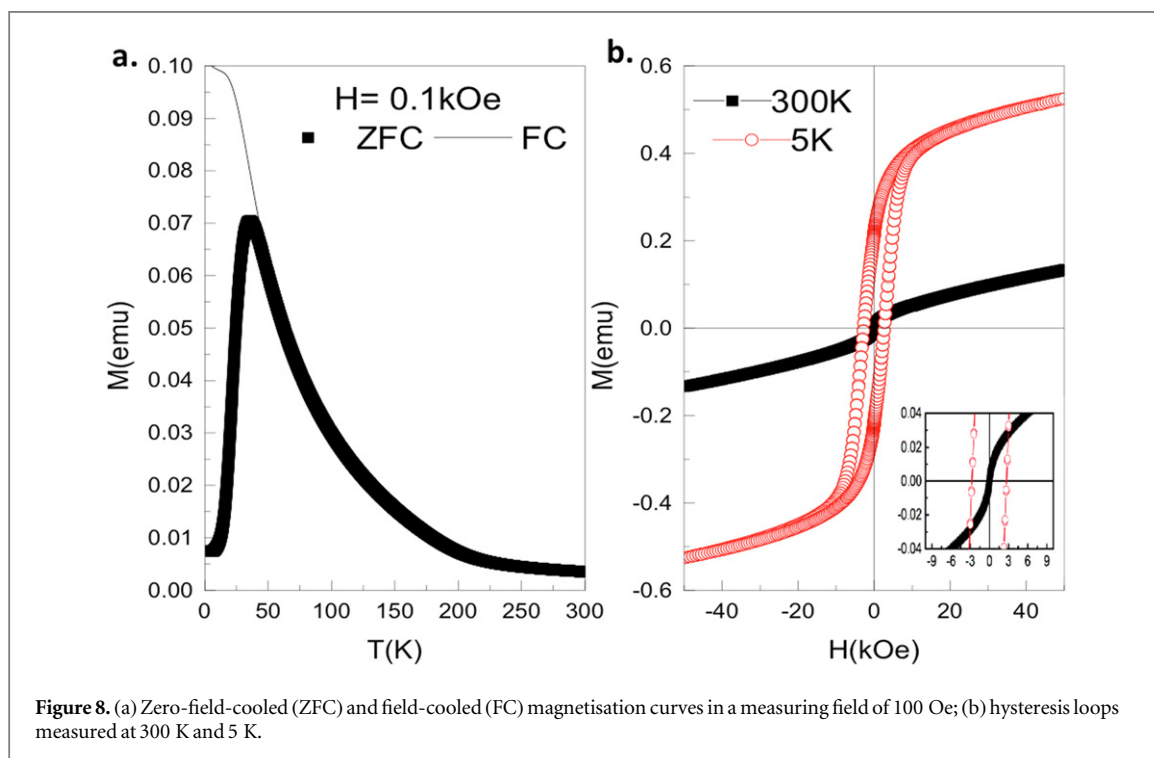 a.
H= 0.1kOe
ZFC FC
0.10
0.09
0.08
0.07
0.06
0.05
0.04
0.03
0.02
0.01
0.00
M(emu)
0 50 100 150 200 250 300
T(K)
b.
300K
5K
0.6
0.4
0.2
0.0
-0.2
-0.4
-0.6
M(emu)
-40 -20 0 20 40
H(kOe)
0.04
0.02
0.00
-0.02
-0.04
-9 -6 -3 0 3 6 9
Figure 8. (a) Zero-field-cooled (ZFC) and field-cooled (FC) magnetisation curves in a measuring field of 100 Oe; (b) hysteresis loops
measured at 300 K and 5 K.